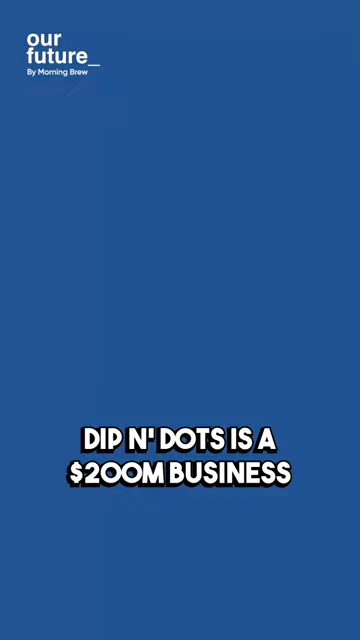 our
future_
By Morning Brew
DIP N' DOTS IS A
$200M BUSINESS